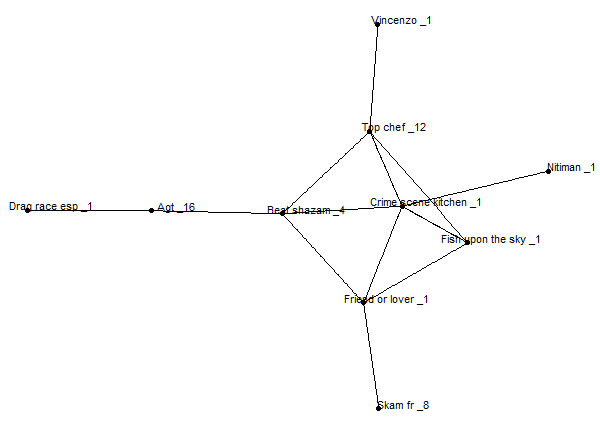 Vincenzo _1
Top chef _12
Nitiman _1
Drag race esp _1
Agt _16
Beat shazam _4
Crime scene kitchen _1
Fish upon the sky _1
Friend or lover _1
Skam fr _8